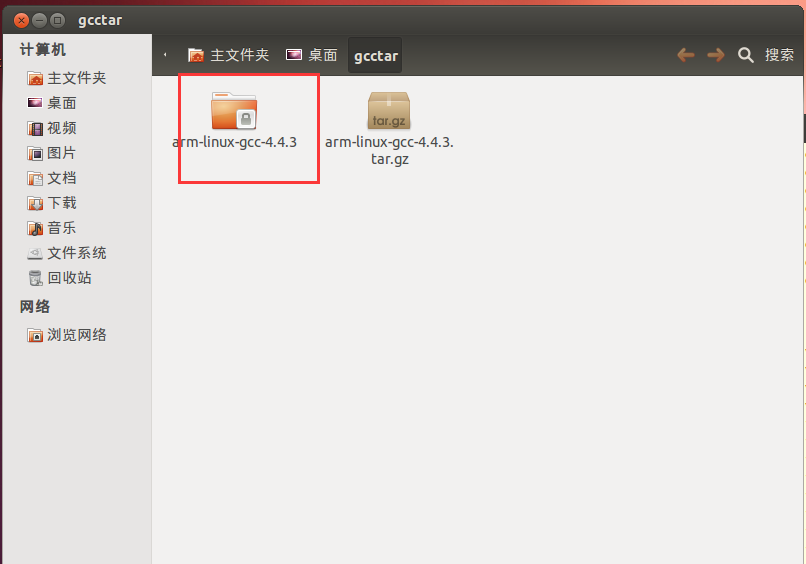 gcctar
计算机
主文件夹
桌面
视频
图片
文档
下载
音乐
文件系统
回收站
网络
浏览网络
主文件夹 桌面 gcctar 搜索
arm-linux-gcc-4.4.3
tar.gz
arm-linux-gcc-4.4.3.
tar.gz